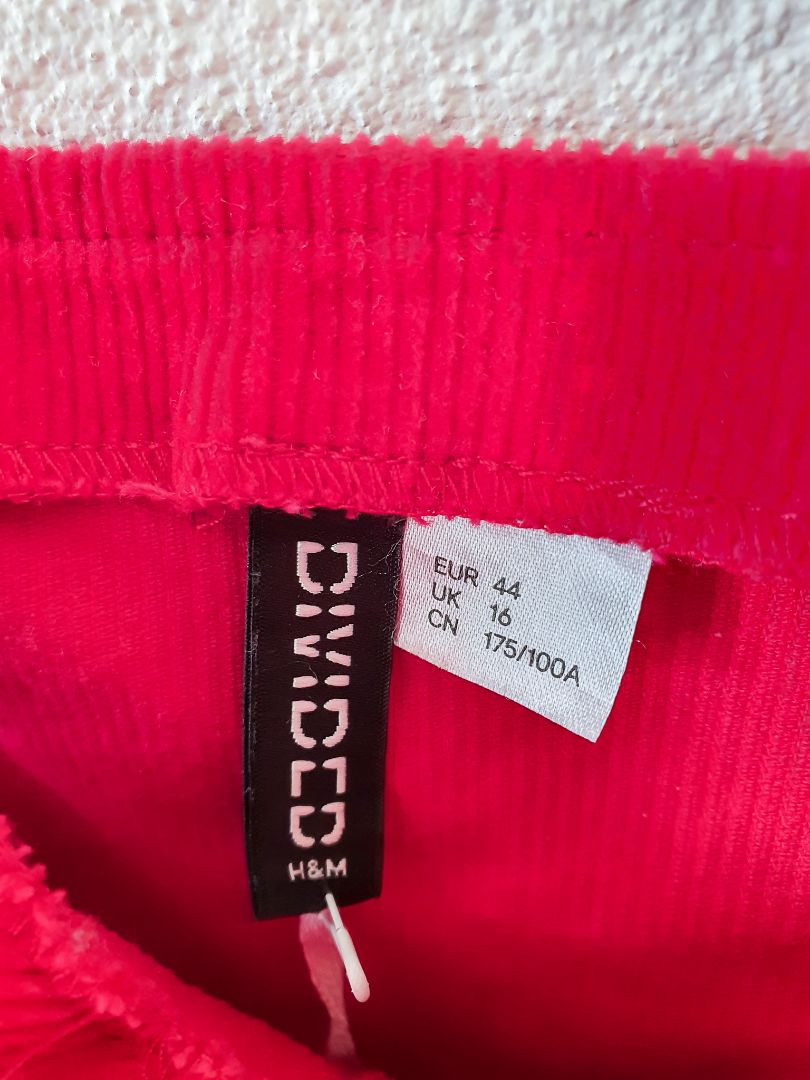 DIVIDED
H&M
EUR 44
UK 16
CN 175/100A